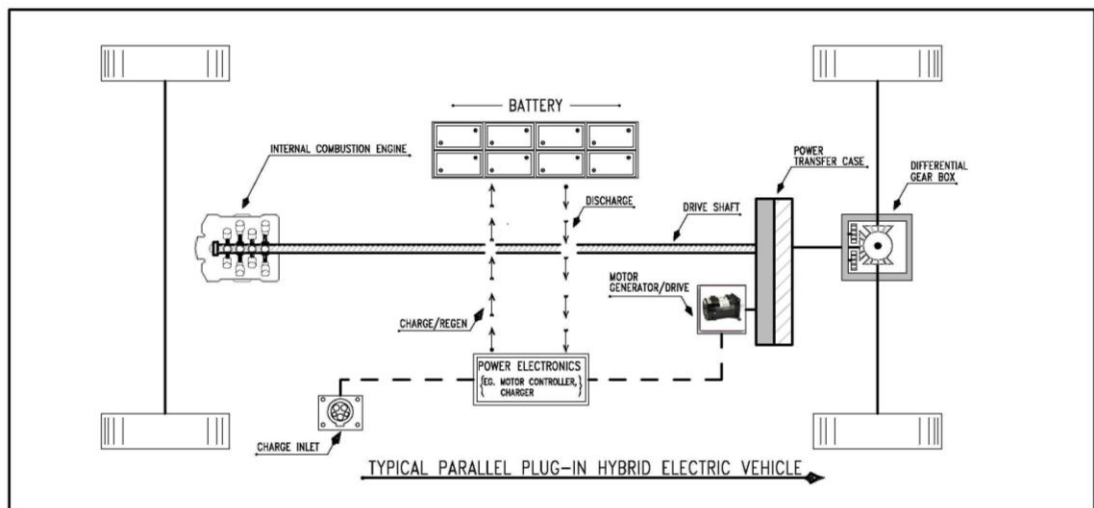 BATTERY
INTERNAL COMBUSTION ENGINE
POWER
TRANSFER CASE
DIFFERENTIAL
GEAR BOX
DISCHARGE
DRIVE SHAFT
MOTOR
GENERATOR/DRIVE
CHARGE/REGEN
POWER ELECTRONICS
(EG. MOTOR CONTROLLER,
CHARGER)
CHARGE INLET
TYPICAL PARALLEL PLUG-IN HYBRID ELECTRIC VEHICLE